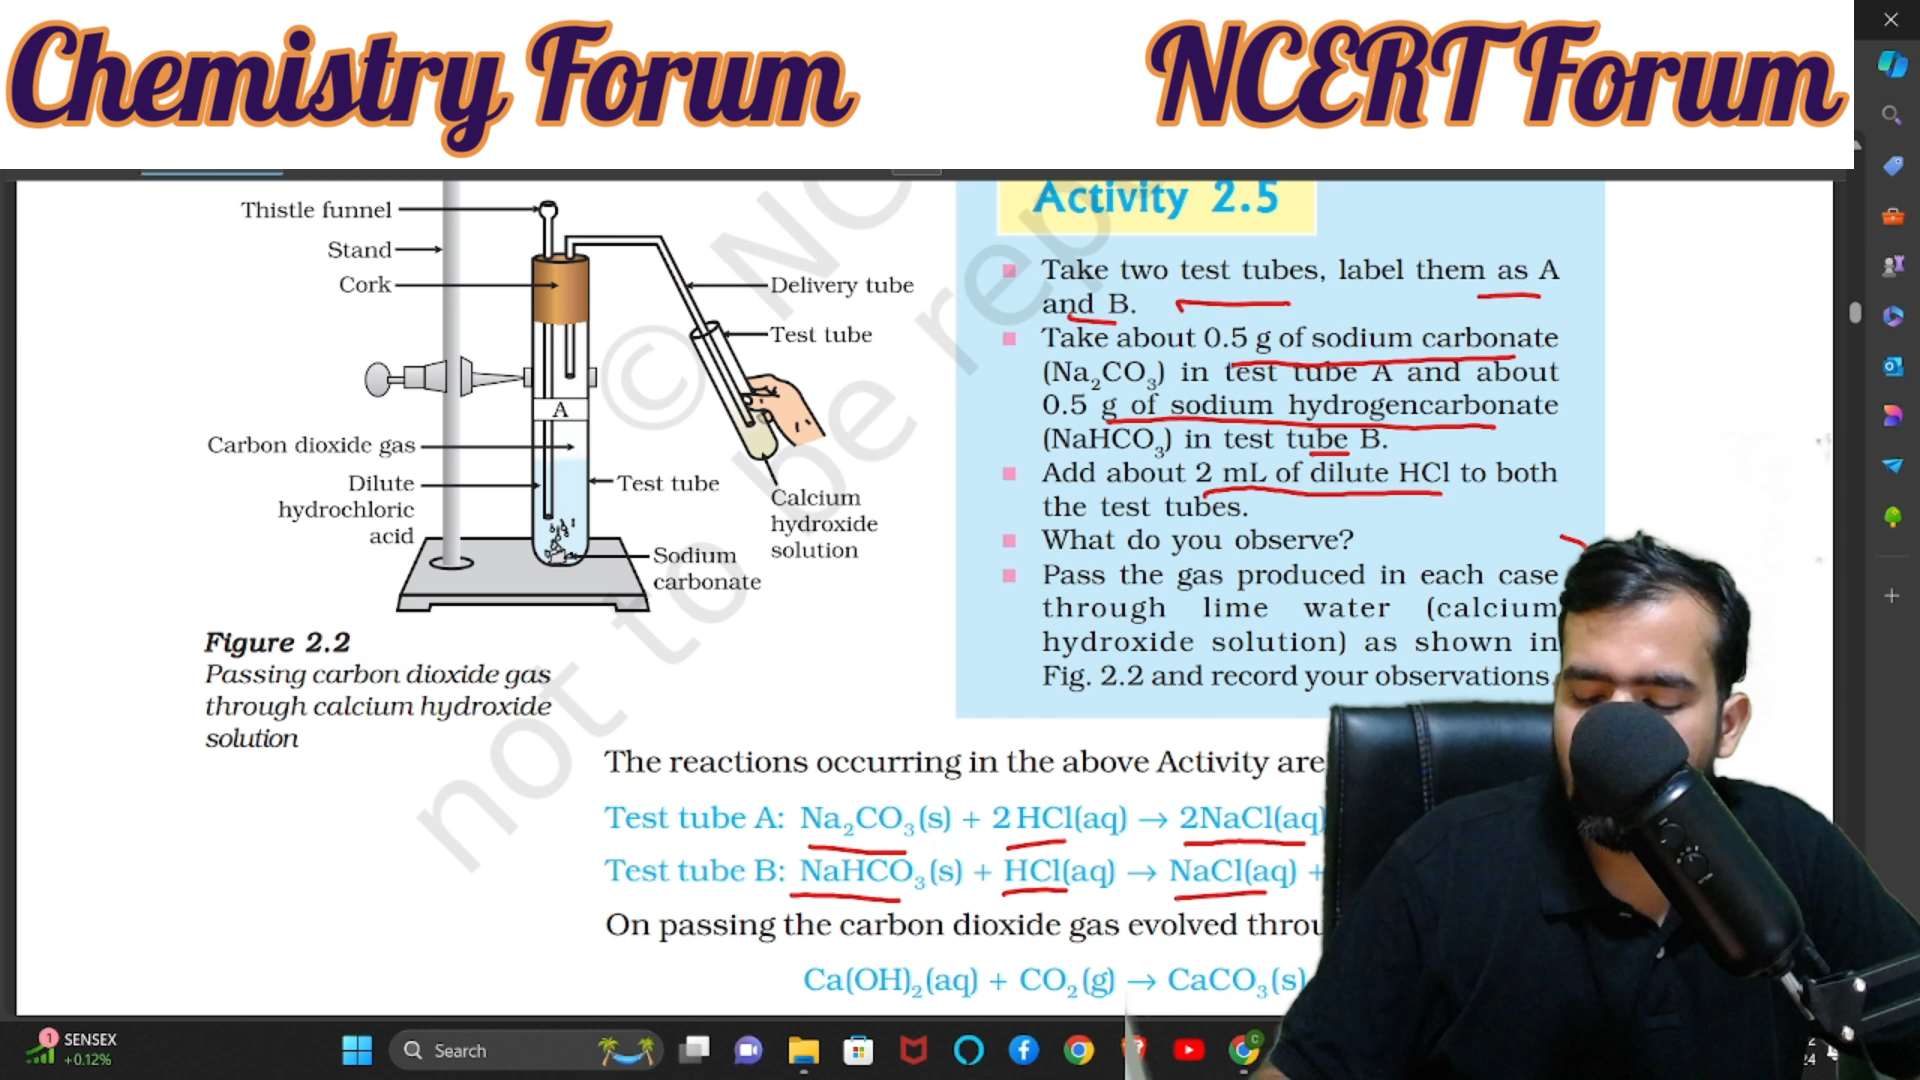 Chemistry Forum
NCERT Forum
Thistle funnel
Stand
Cork
Delivery tube
Test tube
A
Carbon dioxide gas
Dilute
hydrochloric
acid
Test tube
Calcium
hydroxide
solution
Sodium
carbonate
Figure 2.2
Passing carbon dioxide gas
through calcium hydroxide
solution
© NC
not to be rep
Activity 2.5
Take two test tubes, label them as A
and B.
Take about 0.5 g of sodium carbonate
(Na₂CO₃) in test tube A and about
0.5 g of sodium hydrogencarbonate
(NaHCO₃) in test tube B.
Add about 2 mL of dilute HCl to both
the test tubes.
What do you observe?
Pass the gas produced in each case
through lime water (calcium
hydroxide solution) as shown in
Fig. 2.2 and record your observations
The reactions occurring in the above Activity are
Test tube A: Na₂CO₃(s) + 2 HCl(aq) → 2NaCl(aq)
Test tube B: NaHCO₃(s) + HCl(aq) → NaCl(aq) +
On passing the carbon dioxide gas evolved
Ca(OH)₂(aq) + CO₂(g) → CaCO₃(s)
1
SENSEX
+0.12%
Search